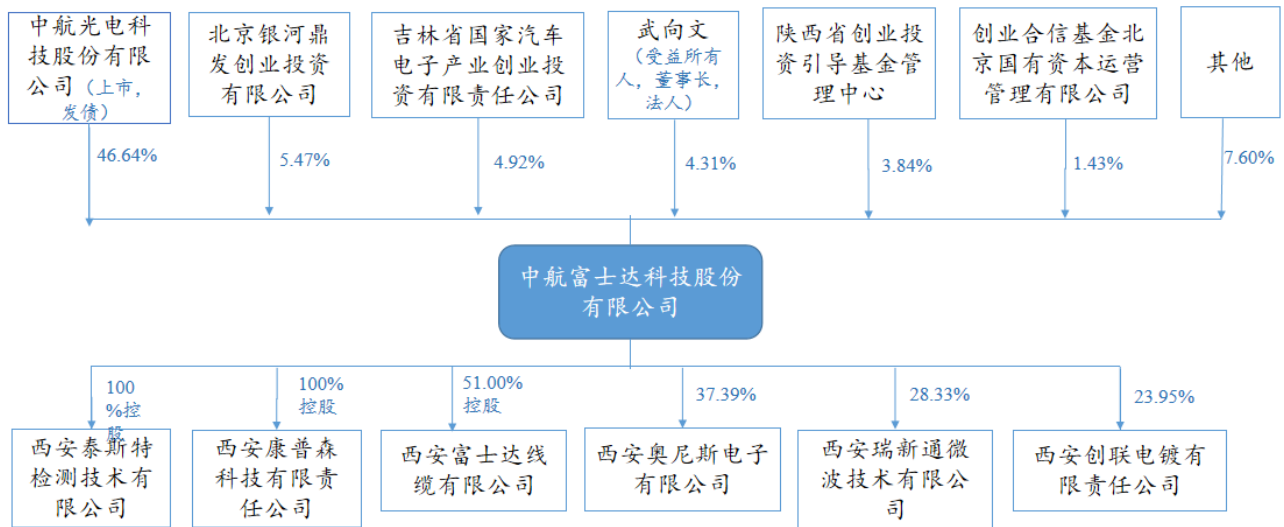 中航光电科
技股份有限
公司（上市，
发债）
北京银河鼎
发创业投资
有限公司
吉林省国家汽车
电子产业创业投
资有限责任公司
武向文
（受益所有
人，董事长，
法人）
陕西省创业投
资引导基金管
理中心
创业合信基金北
京国有资本运营
管理有限公司
其他
46.64%
5.47%
4.92%
4.31%
3.84%
1.43%
7.60%
中航富士达科技股份
有限公司
100
%控
股
100%
控股
51.00%
控股
37.39%
28.33%
23.95%
西安泰斯特
检测技术有
限公司
西安康普森
科技有限责
任公司
西安富士达线
缆有限公司
西安奥尼斯电子
有限公司
西安瑞新通微
波技术有限公
司
西安创联电镀有
限责任公司